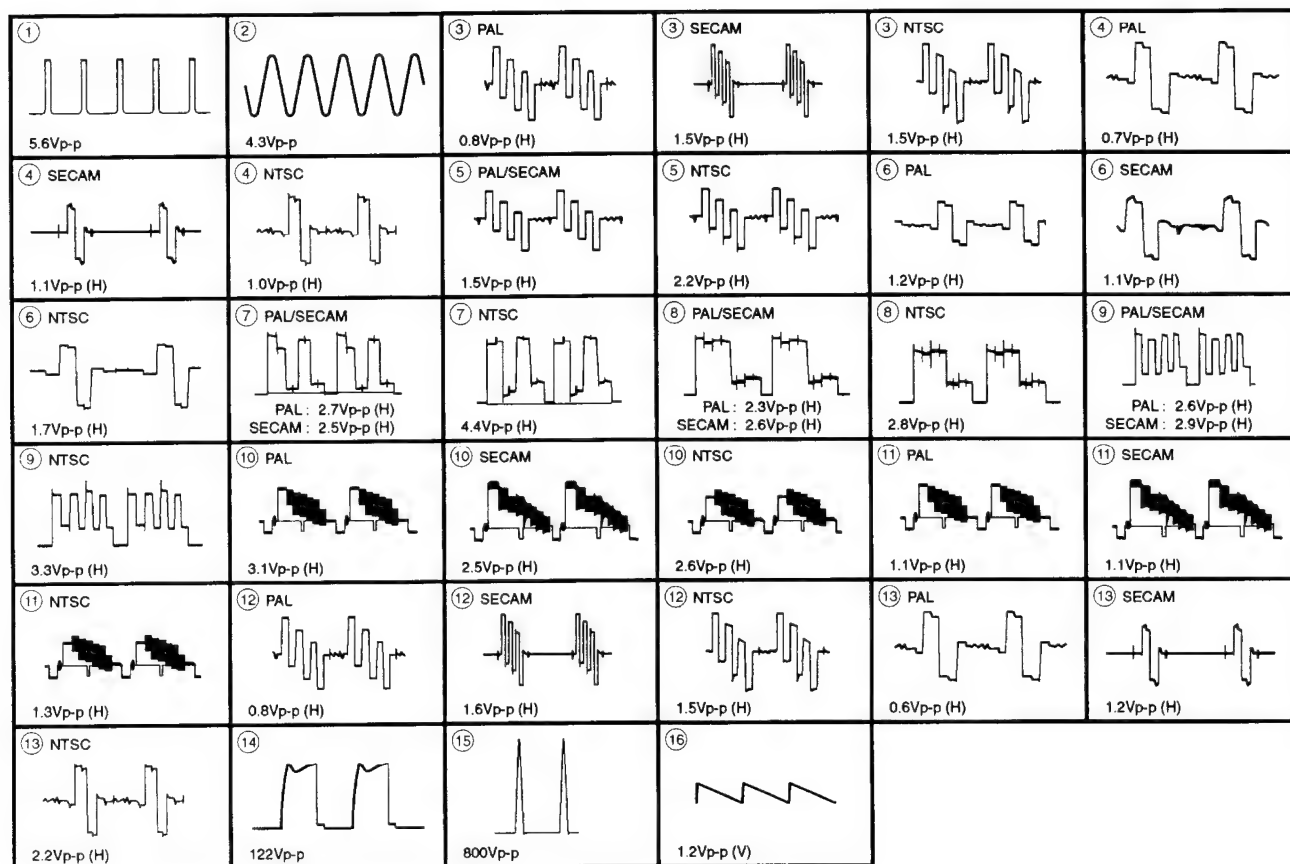 ① 
5.6Vp-p
②
4.3Vp-p
③ PAL
0.8Vp-p (H)
③ SECAM
1.5Vp-p (H)
③ NTSC
1.5Vp-p (H)
④ PAL
0.7Vp-p (H)
④ SECAM
1.1Vp-p (H)
④ NTSC
1.0Vp-p (H)
⑤ PAL/SECAM
1.5Vp-p (H)
⑤ NTSC
2.2Vp-p (H)
⑥ PAL
1.2Vp-p (H)
⑥ SECAM
1.1Vp-p (H)
⑥ NTSC
1.7Vp-p (H)
⑦ PAL/SECAM
PAL : 2.7Vp-p (H)
SECAM : 2.5Vp-p (H)
⑦ NTSC
4.4Vp-p (H)
⑧ PAL/SECAM
PAL : 2.3Vp-p (H)
SECAM : 2.6Vp-p (H)
⑧ NTSC
2.8Vp-p (H)
⑨ PAL/SECAM
PAL : 2.6Vp-p (H)
SECAM : 2.9Vp-p (H)
⑨ NTSC
3.3Vp-p (H)
⑩ PAL
3.1Vp-p (H)
⑩ SECAM
2.5Vp-p (H)
⑩ NTSC
2.6Vp-p (H)
⑪ PAL
1.1Vp-p (H)
⑪ SECAM
1.1Vp-p (H)
⑪ NTSC
1.3Vp-p (H)
⑫ PAL
0.8Vp-p (H)
⑫ SECAM
1.6Vp-p (H)
⑫ NTSC
1.5Vp-p (H)
⑬ PAL
0.6Vp-p (H)
⑬ SECAM
1.2Vp-p (H)
⑬ NTSC
2.2Vp-p (H)
⑭
122Vp-p
⑮
800Vp-p
⑯
1.2Vp-p (V)